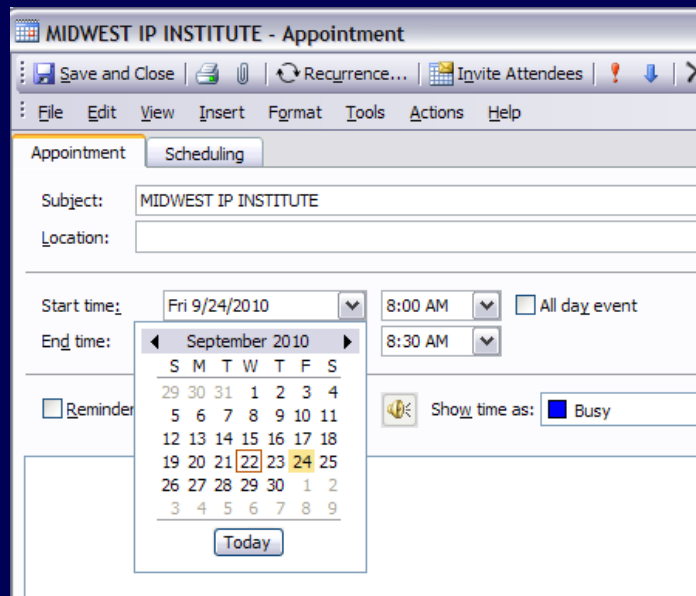 MIDWEST IP INSTITUTE - Appointment
Save and Close Recurrence... Invite Attendees
File Edit View Insert Format Tools Actions Help
Appointment Scheduling
Subject: MIDWEST IP INSTITUTE
Location:
Start time: Fri 9/24/2010 8:00 AM All day event
End time: 8:30 AM
September 2010
S M T W T F S
29 30 31 1 2 3 4
5 6 7 8 9 10 11
12 13 14 15 16 17 18
19 20 21 22 23 24 25
26 27 28 29 30 1 2
3 4 5 6 7 8 9
Today
Reminder Show time as: Busy